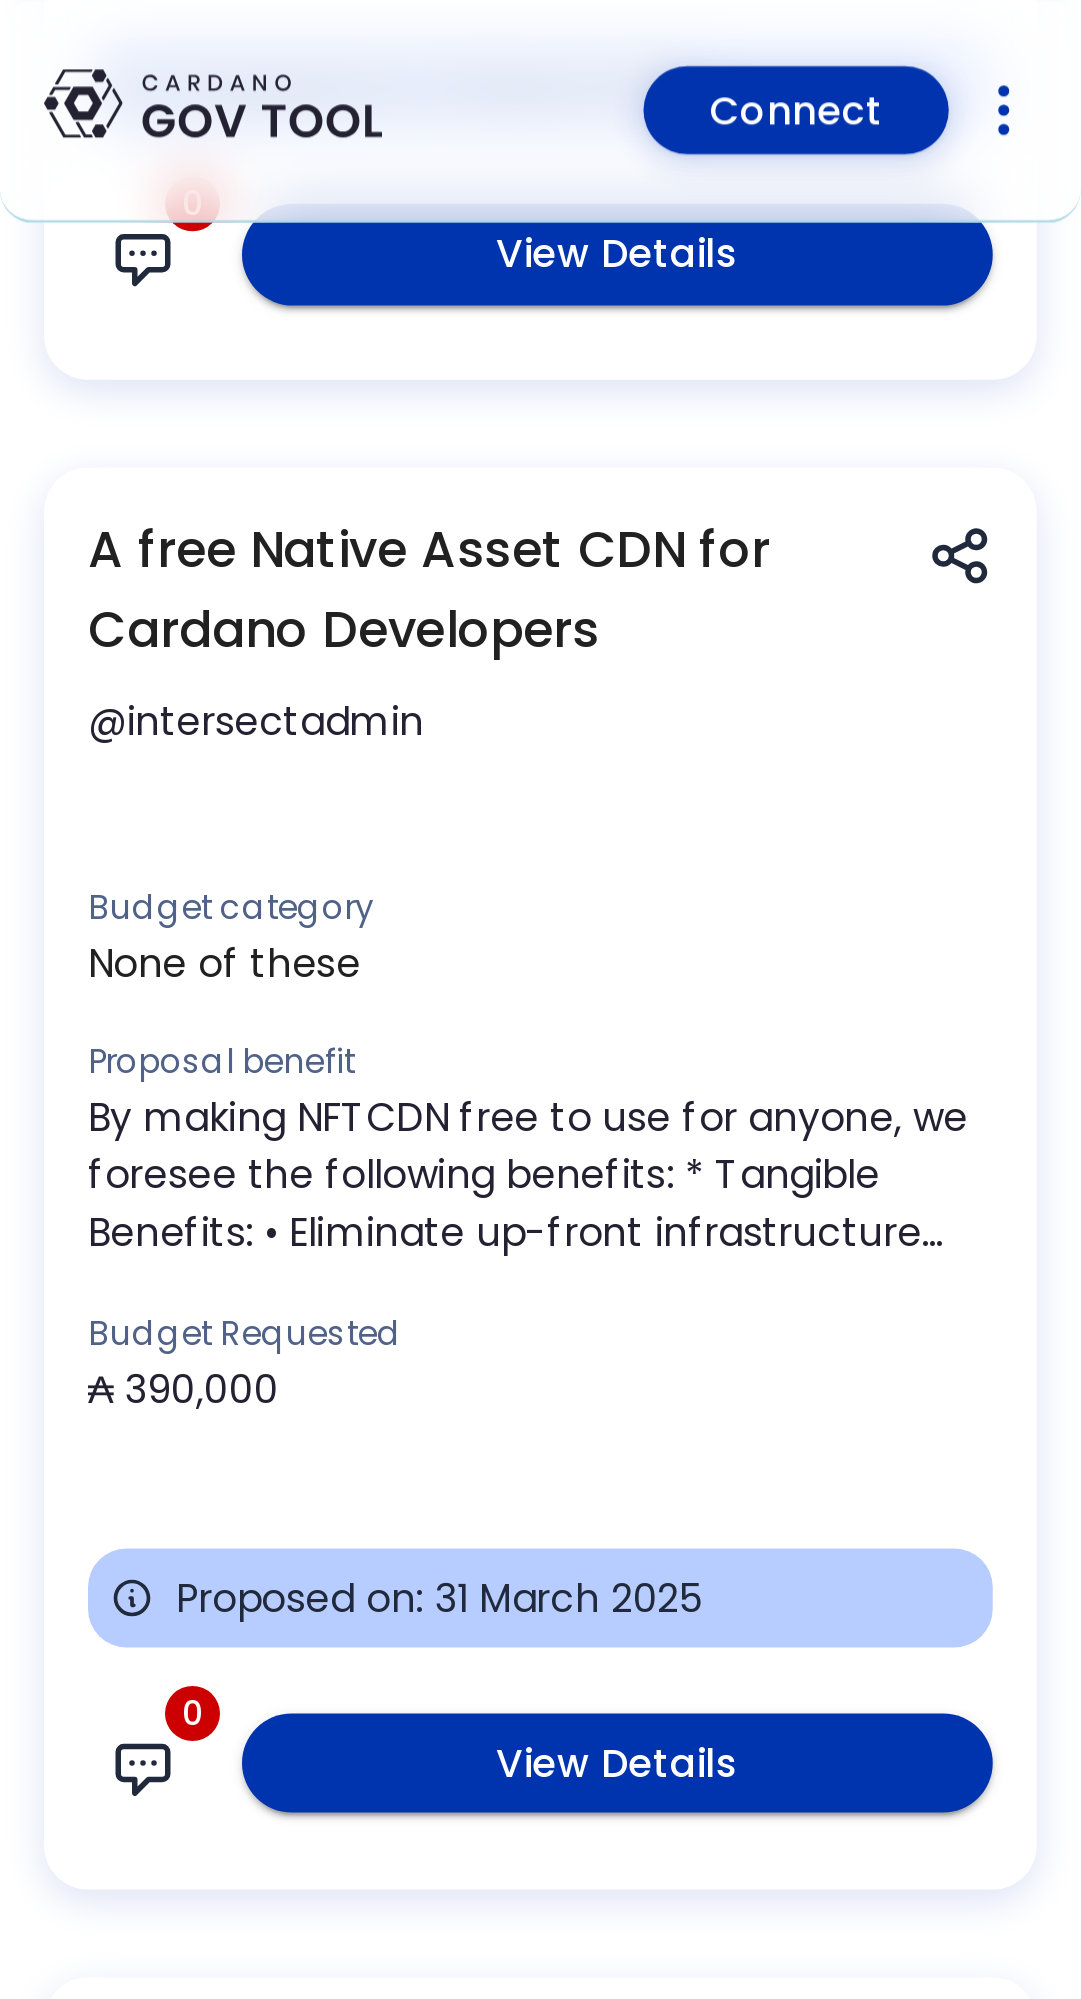 CARDANO
GOV TOOL
Connect
0
View Details
A free Native Asset CDN for
Cardano Developers
@intersectadmin
Budget category
None of these
Proposal benefit
By making NFTCDN free to use for anyone, we
foresee the following benefits: * Tangible
Benefits: • Eliminate up-front infrastructure...
Budget Requested
₳ 390,000
Proposed on: 31 March 2025
0
View Details